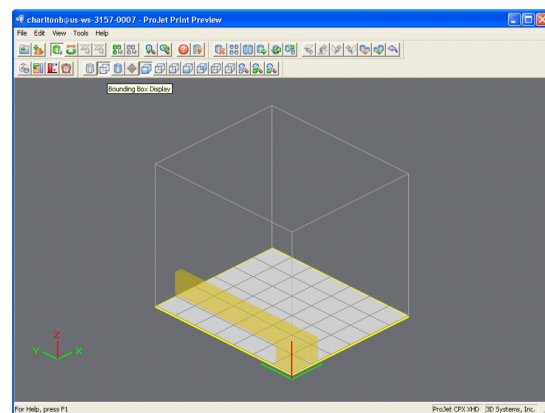 charltonb@us-ws-3157-0007 - ProJet Print Preview
File Edit View Tools Help
Bounding Box Display
Z
Y X
For Help, press F1 ProJet CPX XHD 3D Systems, Inc.